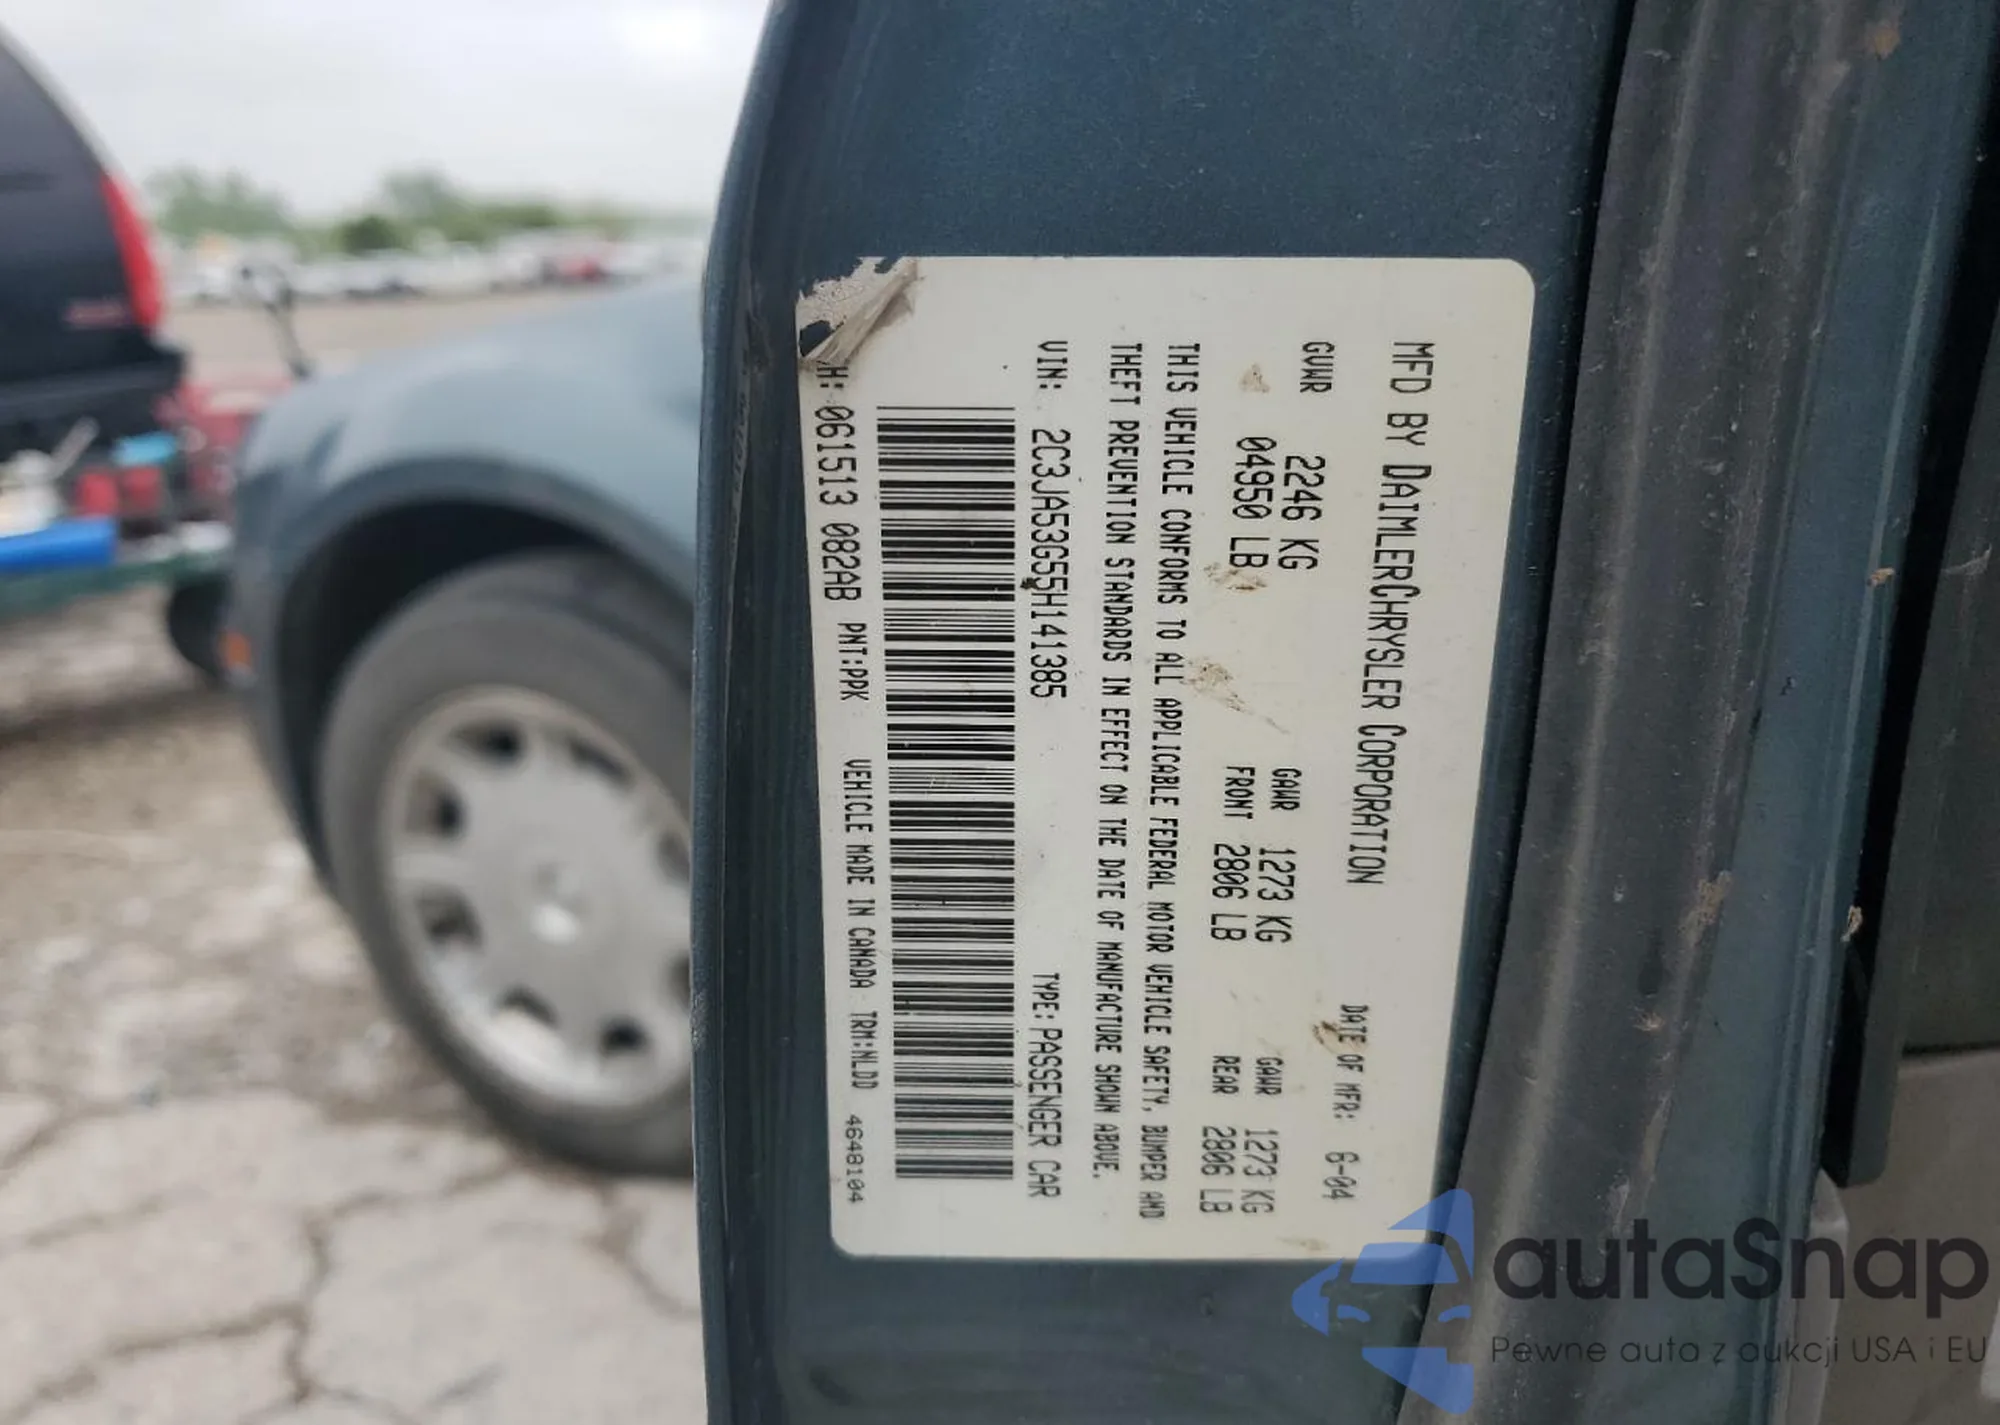 MFD BY DAIMLERCHRYSLER CORPORATION
DATE OF MFR: 6-04
GVWR 2246 KG 04950 LB
GAWR FRONT 1273 KG 2806 LB
GAWR REAR 1273 KG 2806 LB
THIS VEHICLE CONFORMS TO ALL APPLICABLE FEDERAL MOTOR VEHICLE SAFETY, BUMPER AND
THEFT PREVENTION STANDARDS IN EFFECT ON THE DATE OF MANUFACTURE SHOWN ABOVE.
VIN: 2C3JA53G55H141385 TYPE: PASSENGER CAR
H: 061513 082AB PNT:PPK VEHICLE MADE IN CANADA TRM:NLDD 4648104
autaSnap
Pewne auta z aukcji USA i EU